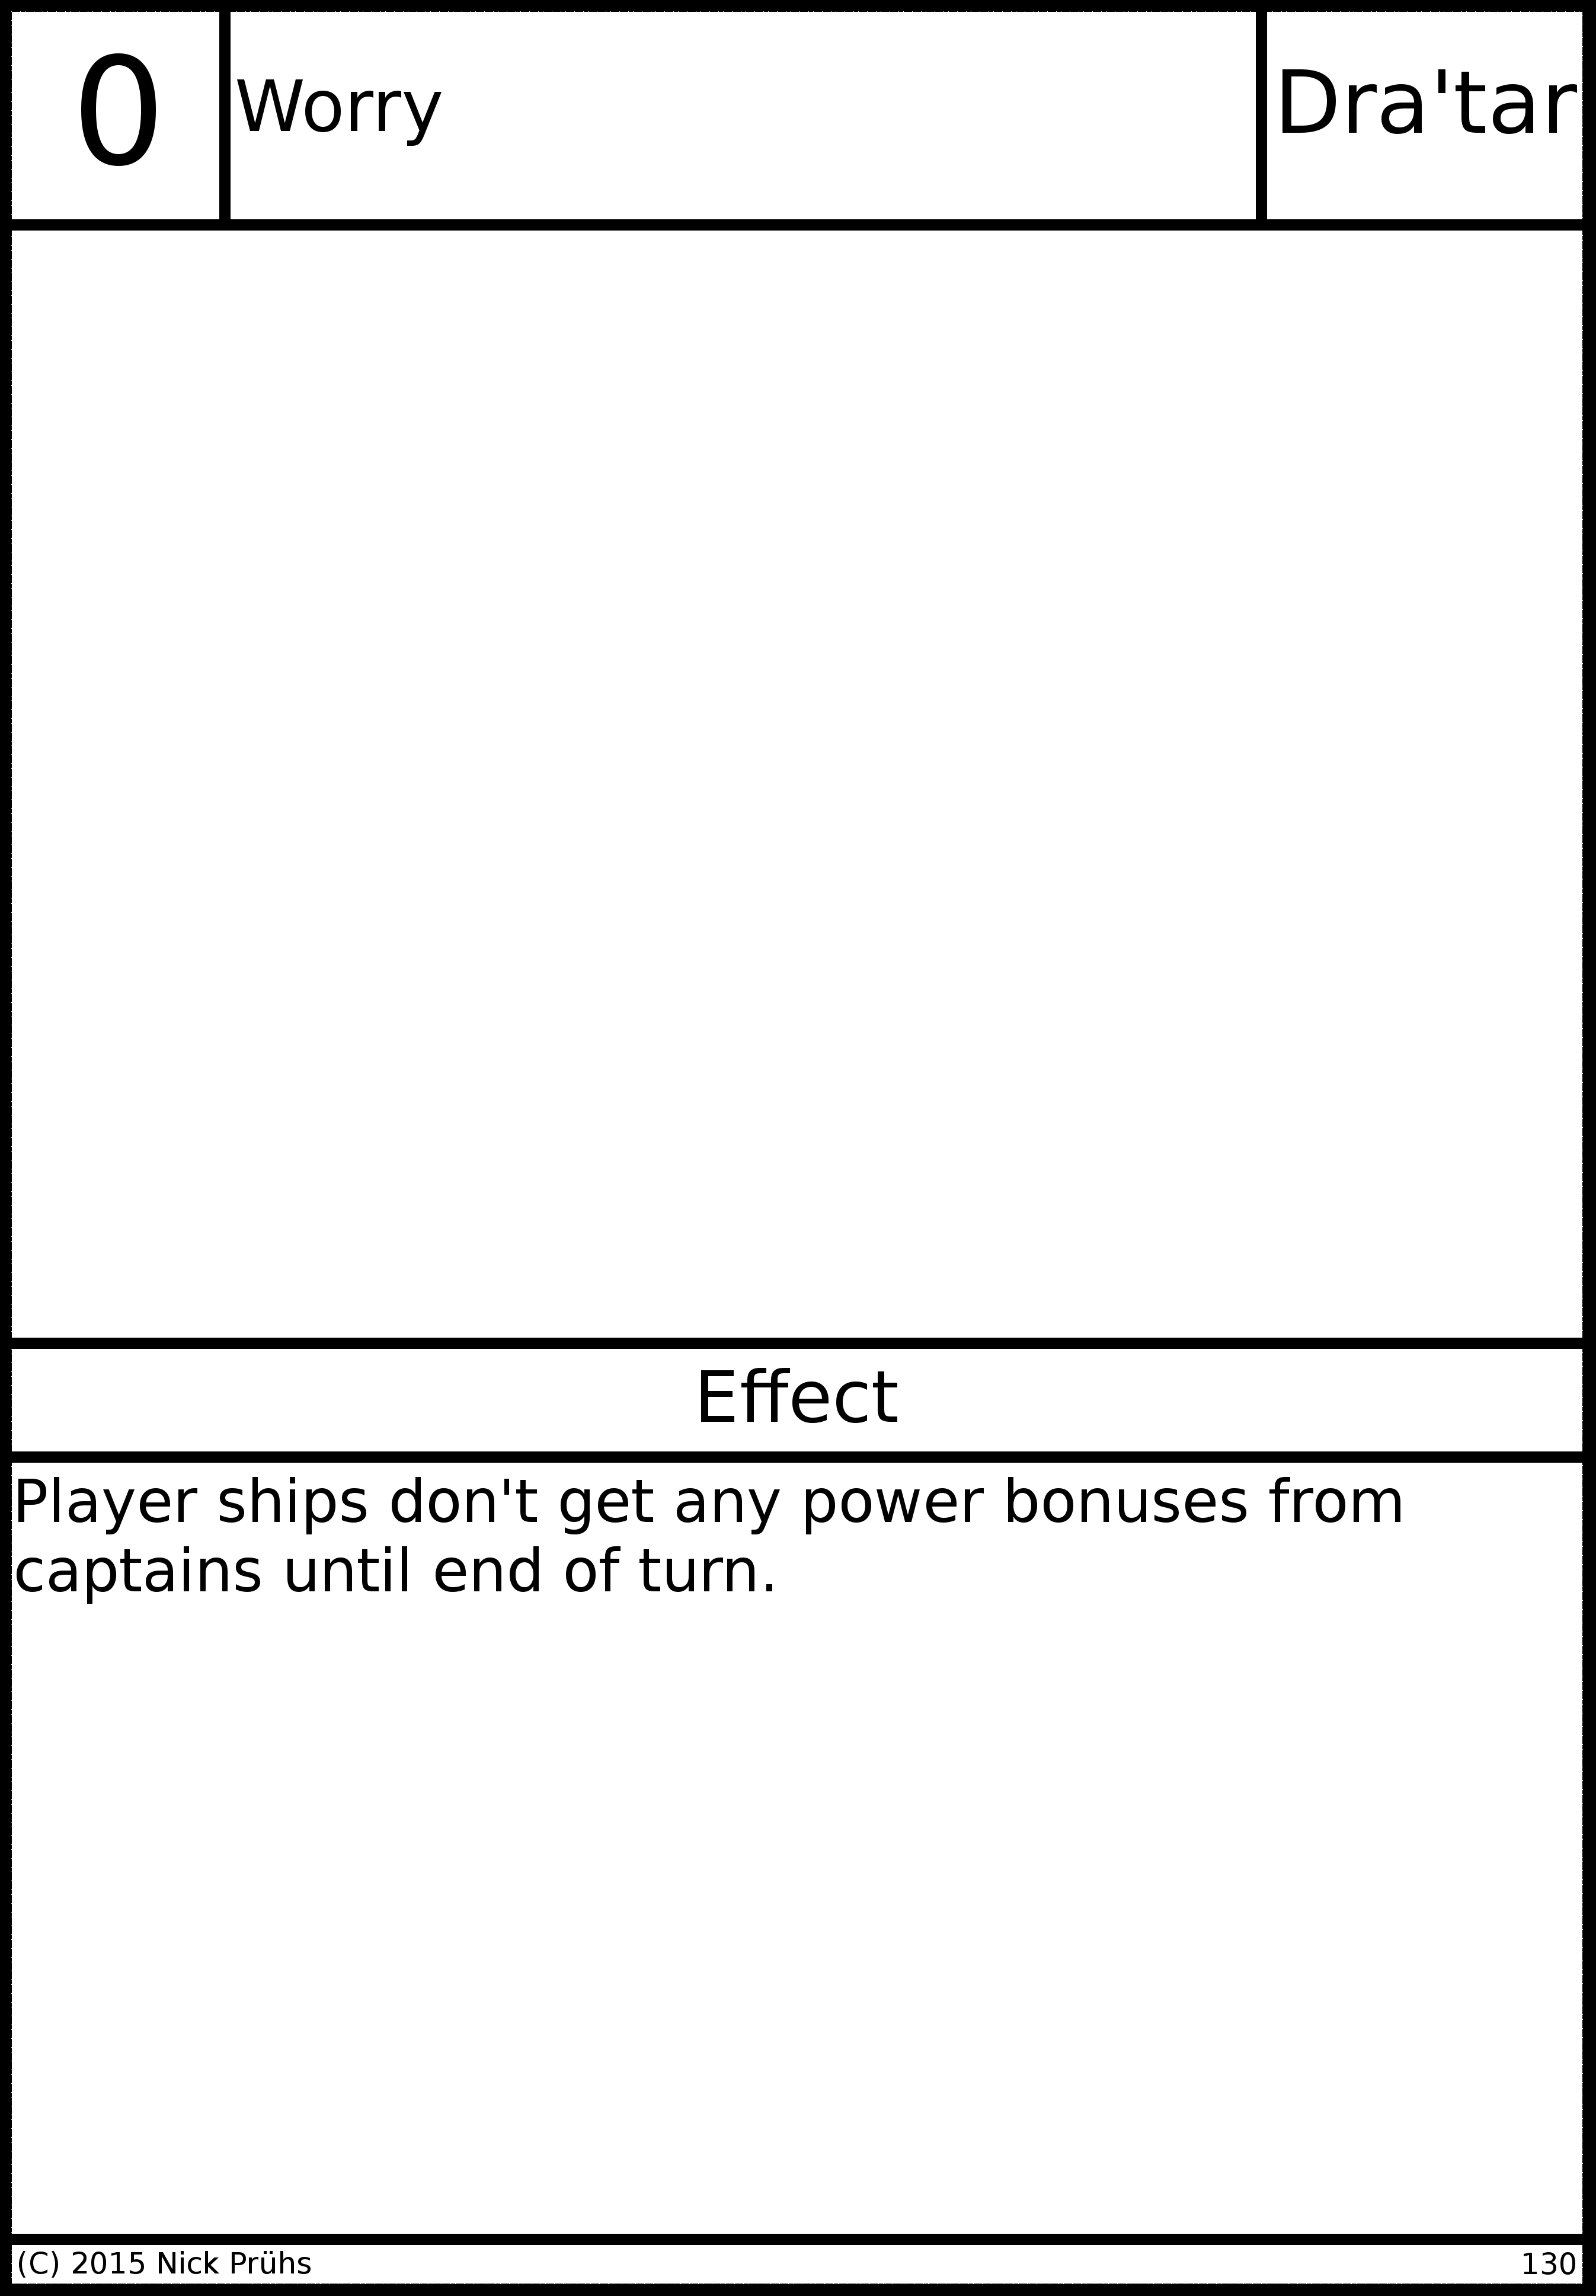 0
Worry
Dra'tar
Effect
Player ships don't get any power bonuses from
captains until end of turn.
(C) 2015 Nick Prühs
130